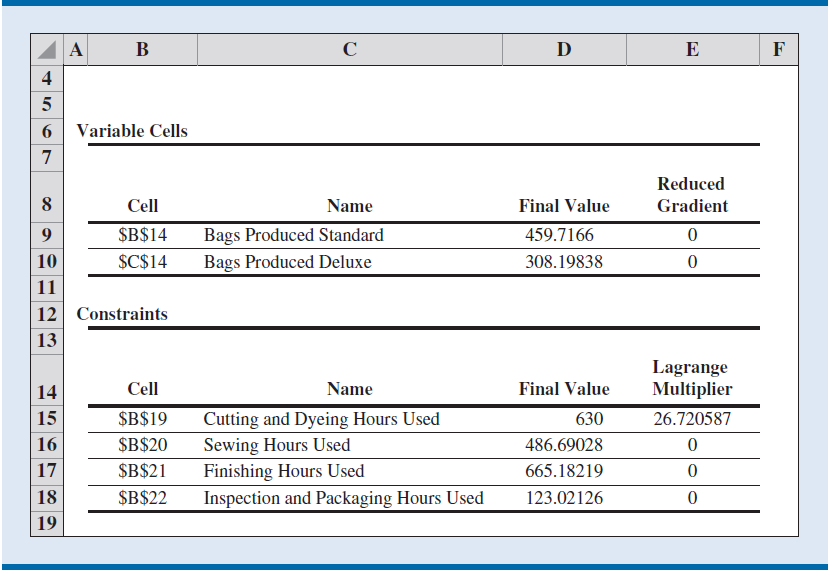 A B C D E F
4
5
6 Variable Cells
7
Reduced
8 Cell Name Final Value Gradient
9 $B$14 Bags Produced Standard 459.7166 0
10 $C$14 Bags Produced Deluxe 308.19838 0
11
12 Constraints
13
Lagrange
14 Cell Name Final Value Multiplier
15 $B$19 Cutting and Dyeing Hours Used 630 26.720587
16 $B$20 Sewing Hours Used 486.69028 0
17 $B$21 Finishing Hours Used 665.18219 0
18 $B$22 Inspection and Packaging Hours Used 123.02126 0
19